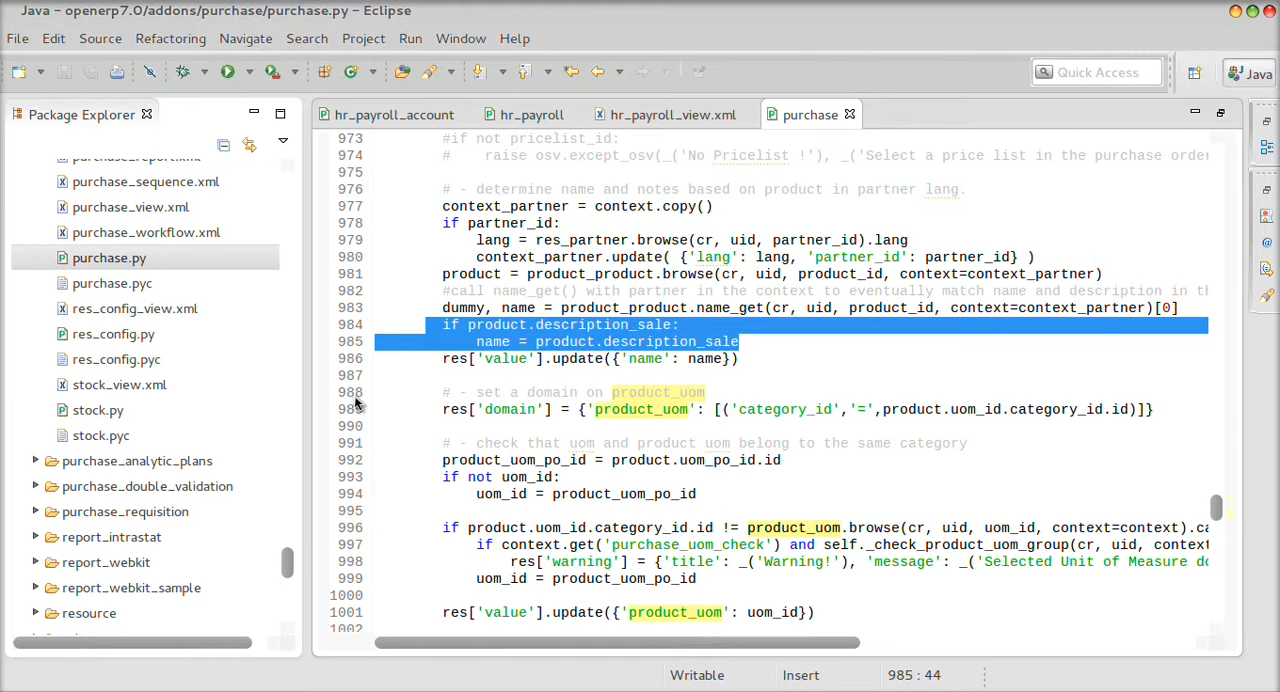 Java - openerp7.0/addons/purchase/purchase.py - Eclipse
File Edit Source Refactoring Navigate Search Project Run Window Help
Quick Access
Java
Package Explorer
purchase_report.xml
purchase_sequence.xml
purchase_view.xml
purchase_workflow.xml
purchase.py
purchase.pyc
res_config_view.xml
res_config.py
res_config.pyc
stock_view.xml
stock.py
stock.pyc
purchase_analytic_plans
purchase_double_validation
purchase_requisition
report_intrastat
report_webkit
report_webkit_sample
resource
hr_payroll_account hr_payroll hr_payroll_view.xml purchase
973 #if not pricelist_id:
974 #    raise osv.except_osv(_('No Pricelist !'), _('Select a price list in the purchase order
975
976 # - determine name and notes based on product in partner lang.
977 context_partner = context.copy()
978 if partner_id:
979     lang = res_partner.browse(cr, uid, partner_id).lang
980     context_partner.update( {'lang': lang, 'partner_id': partner_id} )
981 product = product_product.browse(cr, uid, product_id, context=context_partner)
982 #call name_get() with partner in the context to eventually match name and description in th
983 dummy, name = product_product.name_get(cr, uid, product_id, context=context_partner)[0]
984 if product.description_sale:
985     name = product.description_sale
986 res['value'].update({'name': name})
987
988 # - set a domain on product_uom
989 res['domain'] = {'product_uom': [('category_id','=',product.uom_id.category_id.id)]}
990
991 # - check that uom and product uom belong to the same category
992 product_uom_po_id = product.uom_po_id.id
993 if not uom_id:
994     uom_id = product_uom_po_id
995
996 if product.uom_id.category_id.id != product_uom.browse(cr, uid, uom_id, context=context).ca
997     if context.get('purchase_uom_check') and self._check_product_uom_group(cr, uid, context
998         res['warning'] = {'title': _('Warning!'), 'message': _('Selected Unit of Measure do
999     uom_id = product_uom_po_id
1000
1001 res['value'].update({'product_uom': uom_id})
1002
Writable Insert 985 : 44